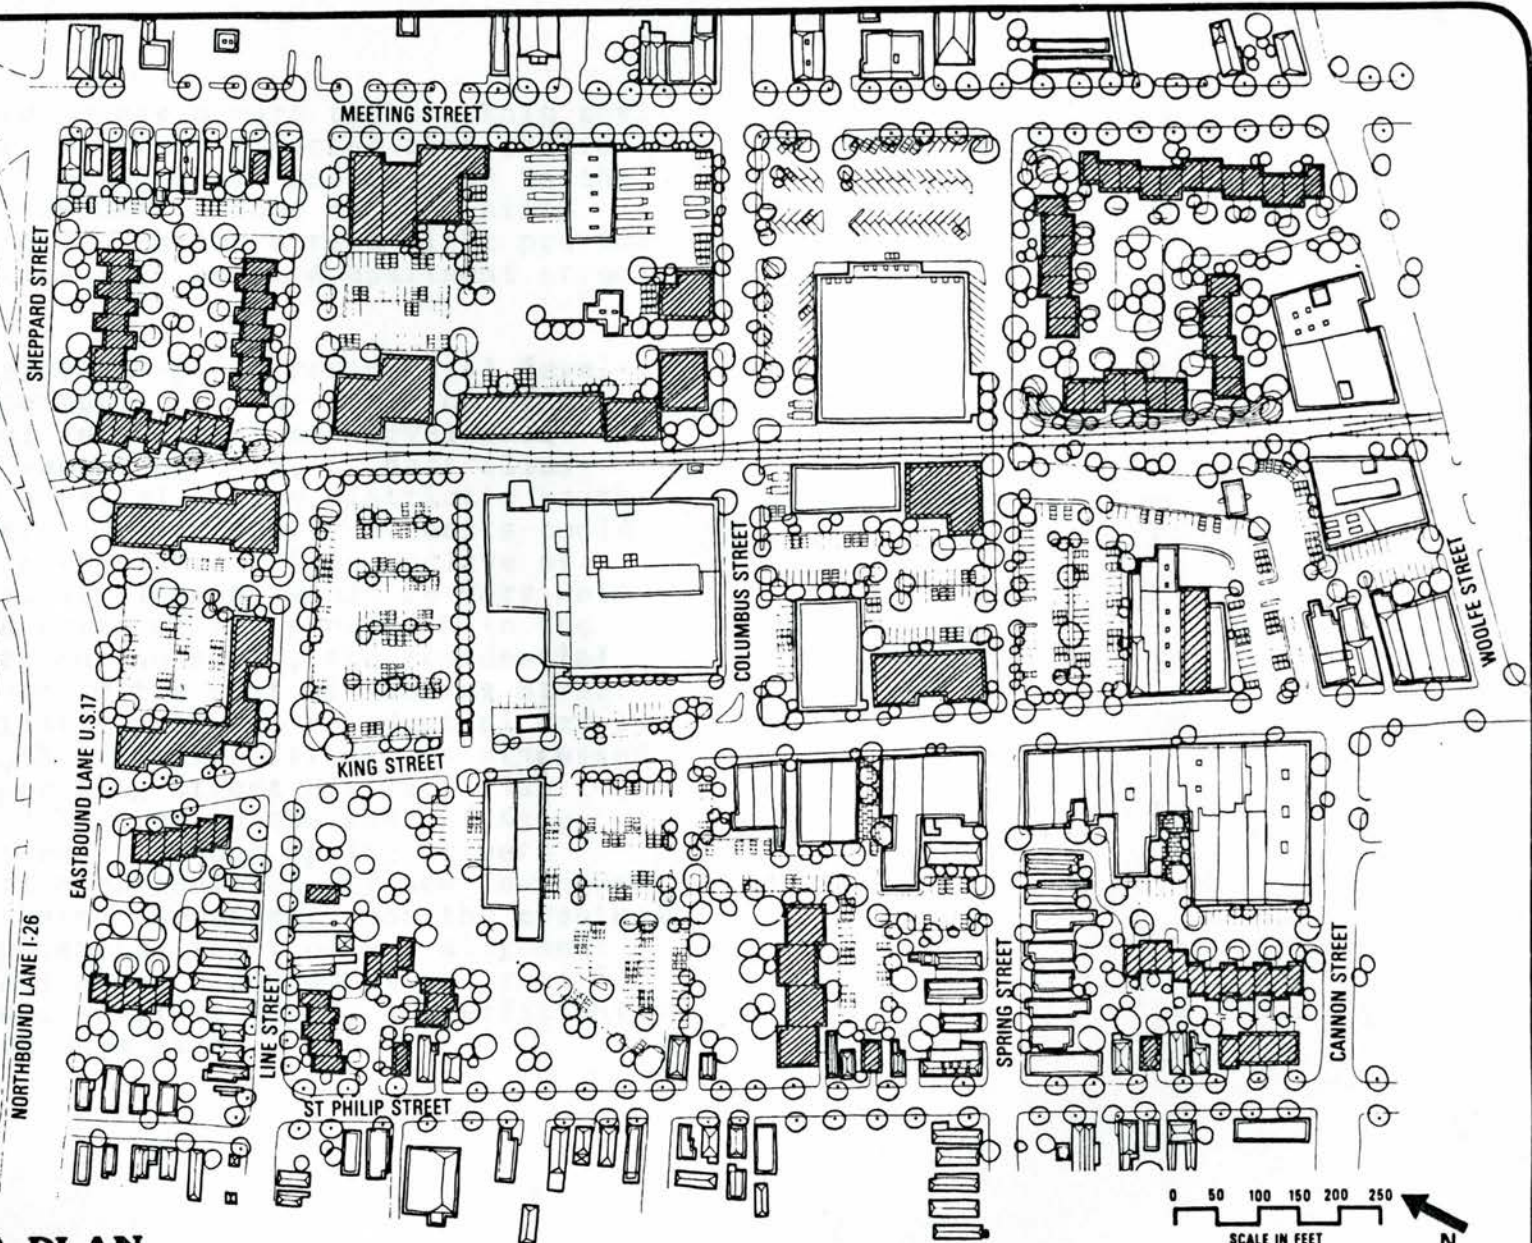 MEETING STREET
SHEPPARD STREET
COLUMBUS STREET
WOOLFE STREET
EASTBOUND LANE U.S.17
KING STREET
NORTHBOUND LANE I-26
LINE STREET
SPRING STREET
CANNON STREET
ST PHILIP STREET
0 50 100 150 200 250
SCALE IN FEET
N
PLAN